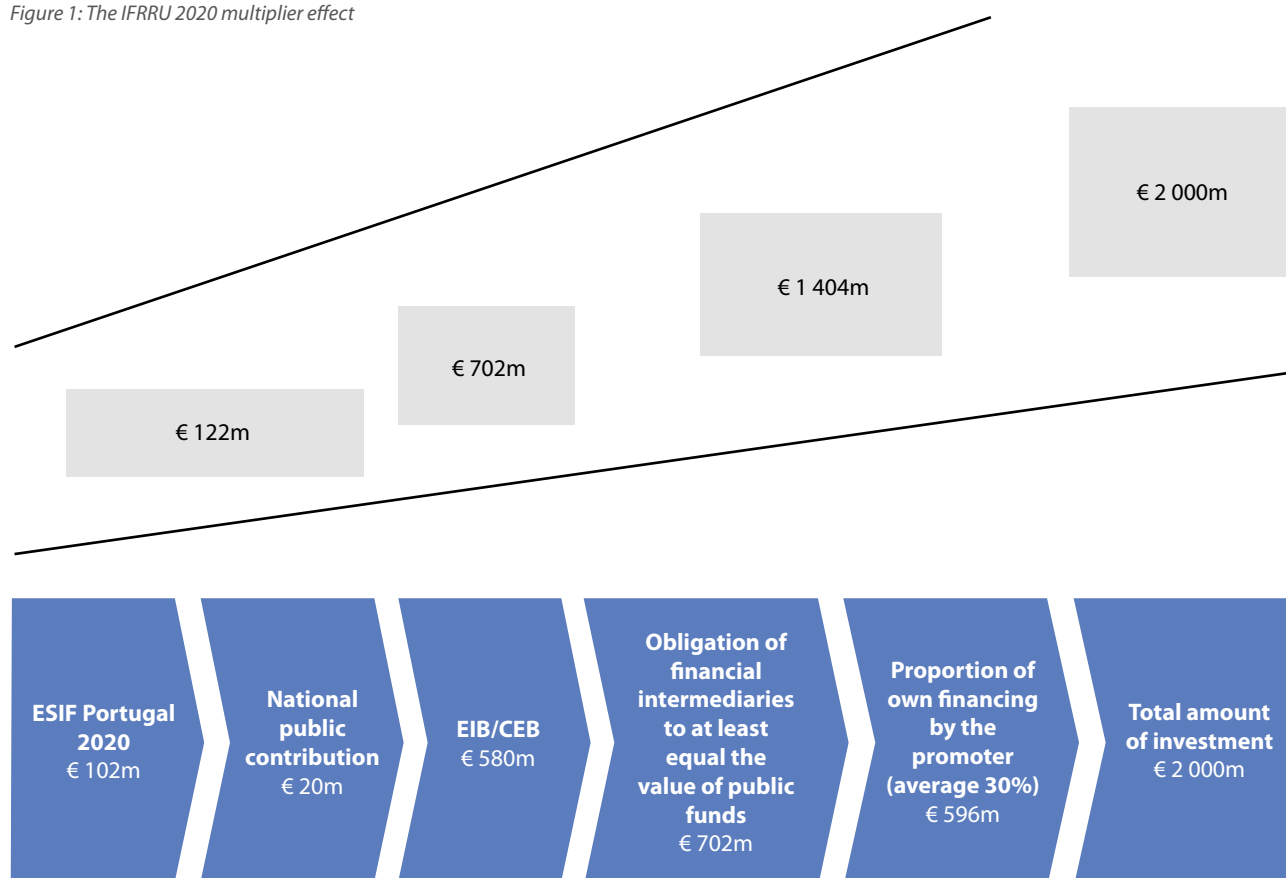 Figure 1: The IFRRU 2020 multiplier effect
€ 2 000m
€ 1 404m
€ 702m
€ 122m
ESIF Portugal
2020
€ 102m
National
public
contribution
€ 20m
EIB/CEB
€ 580m
Obligation of
financial
intermediaries
to at least
equal the
value of public
funds
€ 702m
Proportion of
own financing
by the
promoter
(average 30%)
€ 596m
Total amount
of investment
€ 2 000m